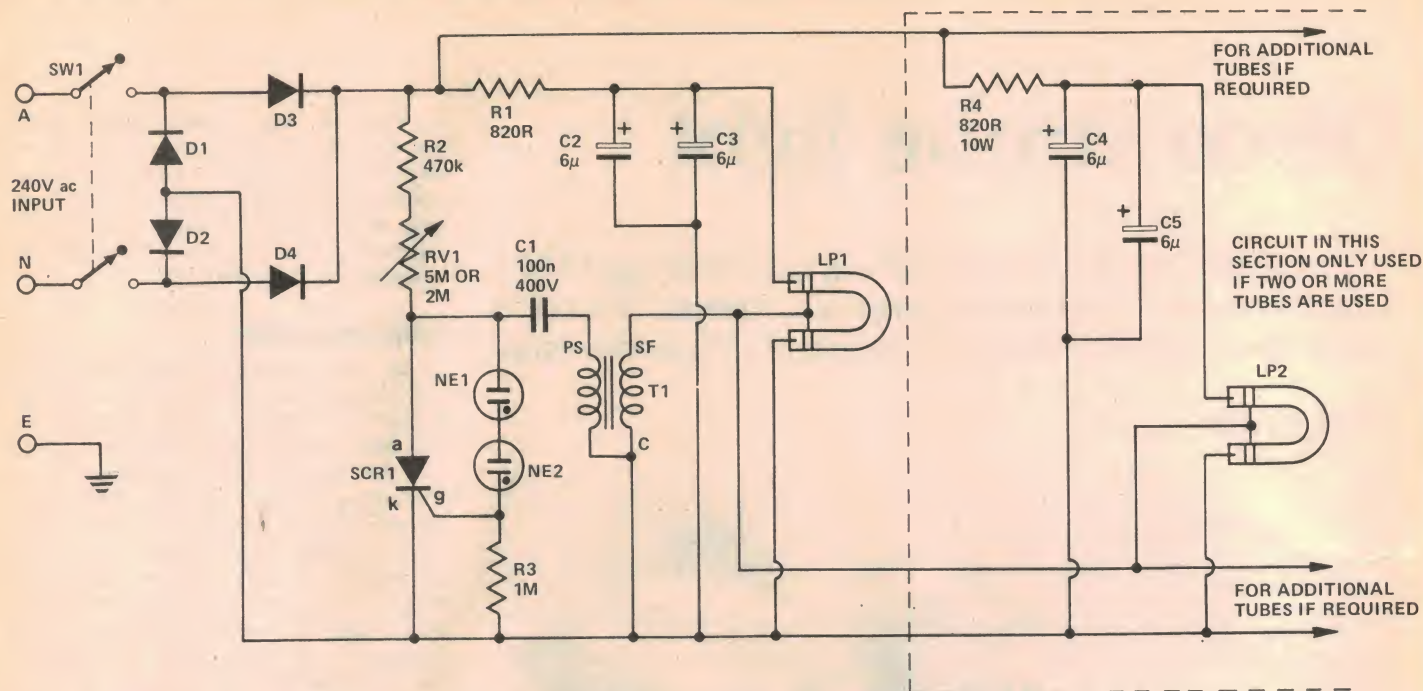 SW1
A
240V ac
INPUT
N
E
D1
D2
D3
D4
R1
820R
R2
470k
RV1
5M OR
2M
C1
100n
400V
C2
6μ
+
C3
6μ
+
PS
SF
T1
C
NE1
NE2
SCR1
a
k
g
R3
1M
LP1
FOR ADDITIONAL
TUBES IF
REQUIRED
R4
820R
10W
+
C4
6μ
+
C5
6μ
CIRCUIT IN THIS
SECTION ONLY USED
IF TWO OR MORE
TUBES ARE USED
LP2
FOR ADDITIONAL
TUBES IF REQUIRED